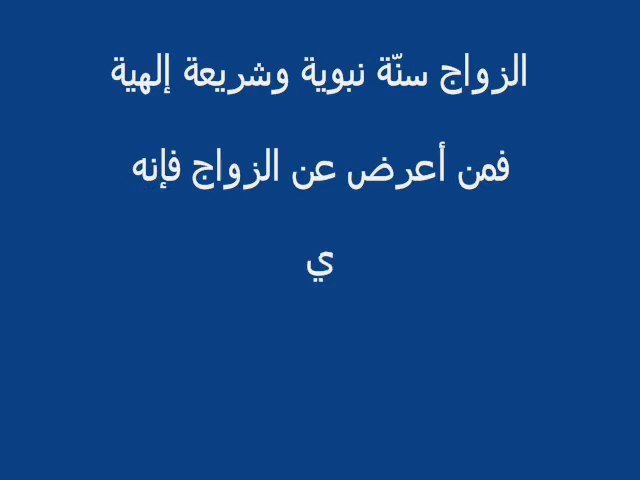 الزواج سنّة نبوية وشريعة إلهية
فمن أعرض عن الزواج فإنه
ي